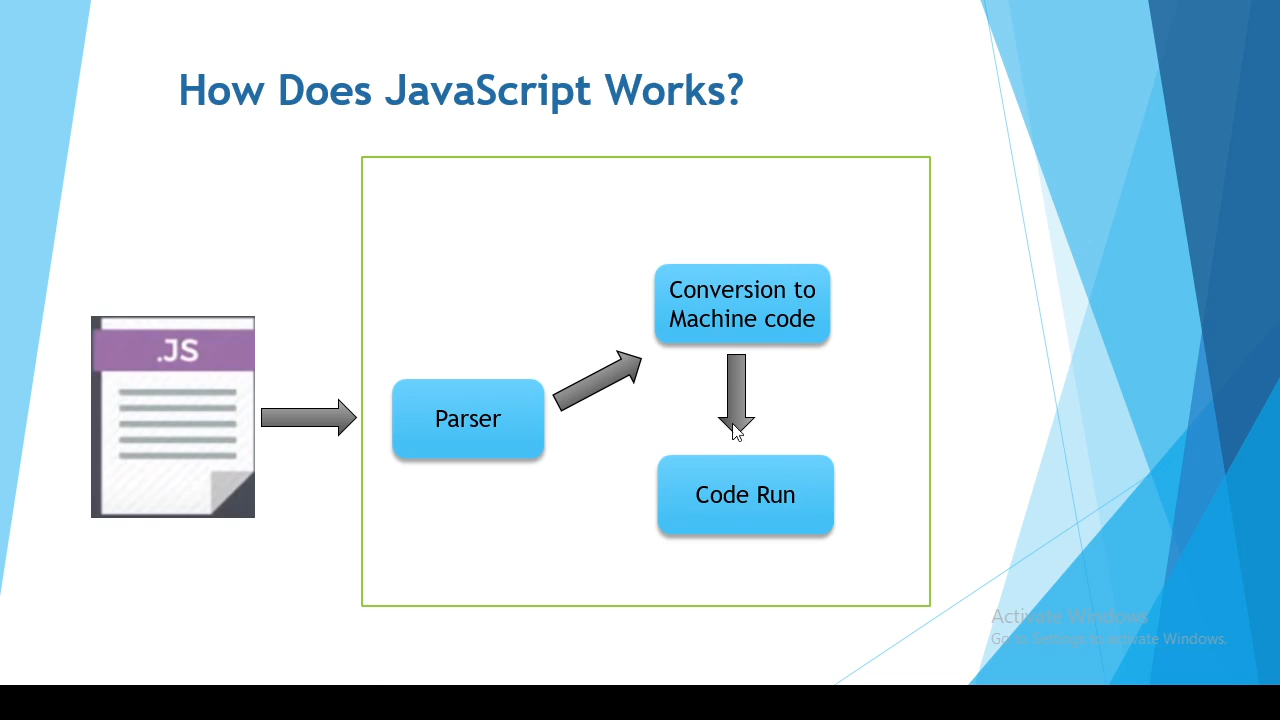 How Does JavaScript Works?
.JS
Parser
Conversion to
Machine code
Code Run
Activate Windows
Go to Settings to activate Windows.